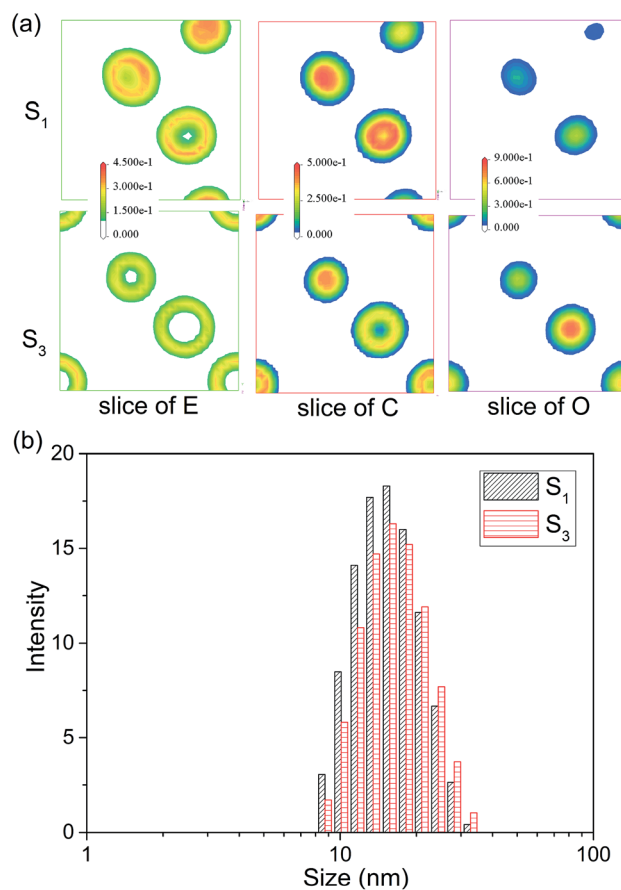 (a)
S1
4.500e-1
3.000e-1
1.500e-1
0.000
5.000e-1
2.500e-1
0.000
9.000e-1
6.000e-1
3.000e-1
0.000
S3
slice of E
slice of C
slice of O
(b)
20
15
10
5
0
Intensity
S1
S3
1
10
100
Size (nm)